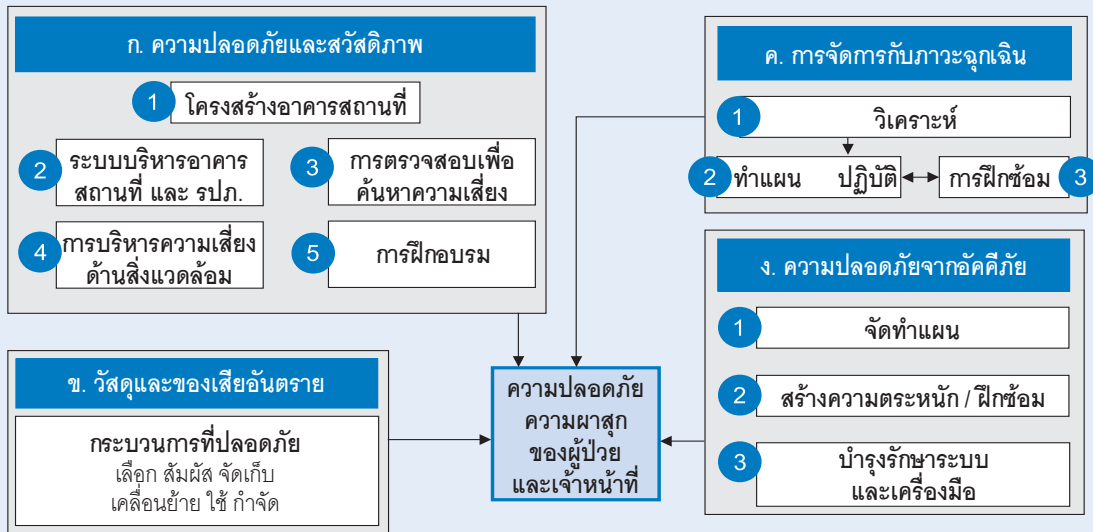 ก. ความปลอดภัยและสวัสดิภาพ
1 โครงสร้างอาคารสถานที่
2 ระบบบริหารอาคาร
สถานที่ และ รปภ.
3 การตรวจสอบเพื่อ
ค้นหาความเสี่ยง
4 การบริหารความเสี่ยง
ด้านสิ่งแวดล้อม
5 การฝึกอบรม
ข. วัสดุและของเสียอันตราย
กระบวนการที่ปลอดภัย
เลือก สัมผัส จัดเก็บ
เคลื่อนย้าย ใช้ กำจัด
ความปลอดภัย
ความผาสุก
ของผู้ป่วย
และเจ้าหน้าที่
ค. การจัดการกับภาวะฉุกเฉิน
1 วิเคราะห์
2 ทำแผน ปฏิบัติ
การฝึกซ้อม 3
ง. ความปลอดภัยจากอัคคีภัย
1 จัดทำแผน
2 สร้างความตระหนัก / ฝึกซ้อม
3 บำรุงรักษาระบบ
และเครื่องมือ